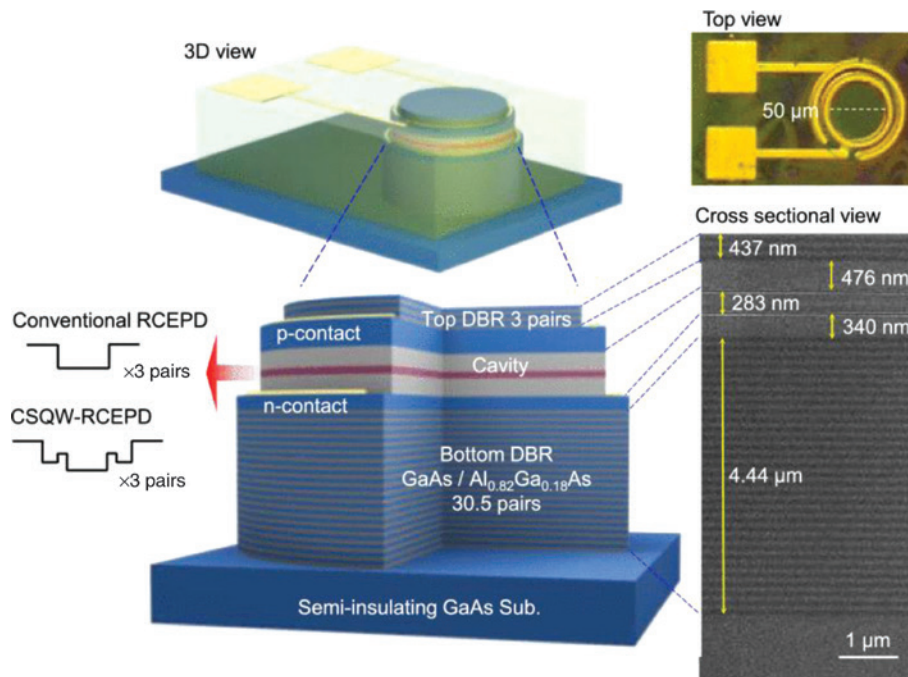 3D view
Top view
50 µm
Cross sectional view
437 nm
476 nm
283 nm
340 nm
4.44 µm
1 µm
Conventional RCEPD
×3 pairs
CSQW-RCEPD
×3 pairs
Top DBR 3 pairs
p-contact
Cavity
n-contact
Bottom DBR
GaAs / Al0.82Ga0.18As
30.5 pairs
Semi-insulating GaAs Sub.